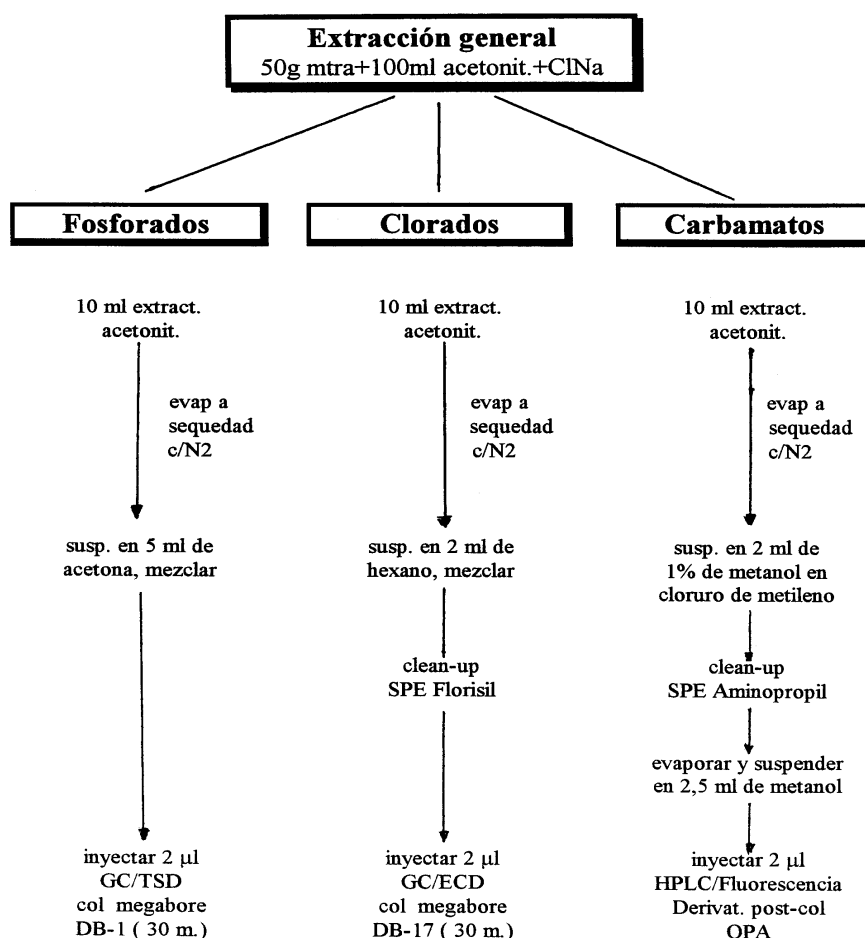 Extracción general
50g mtra+100ml acetonit.+ClNa
Fosforados
10 ml extract.
acetonit.
evap a
sequedad
c/N2
susp. en 5 ml de
acetona, mezclar
inyectar 2 µl
GC/TSD
col megabore
DB-1 ( 30 m.)
Clorados
10 ml extract.
acetonit.
evap a
sequedad
c/N2
susp. en 2 ml de
hexano, mezclar
clean-up
SPE Florisil
inyectar 2 µl
GC/ECD
col megabore
DB-17 ( 30 m.)
Carbamatos
10 ml extract.
acetonit.
evap a
sequedad
c/N2
susp. en 2 ml de
1% de metanol en
cloruro de metileno
clean-up
SPE Aminopropil
evaporar y suspender
en 2,5 ml de metanol
inyectar 2 µl
HPLC/Fluorescencia
Derivat. post-col
OPA